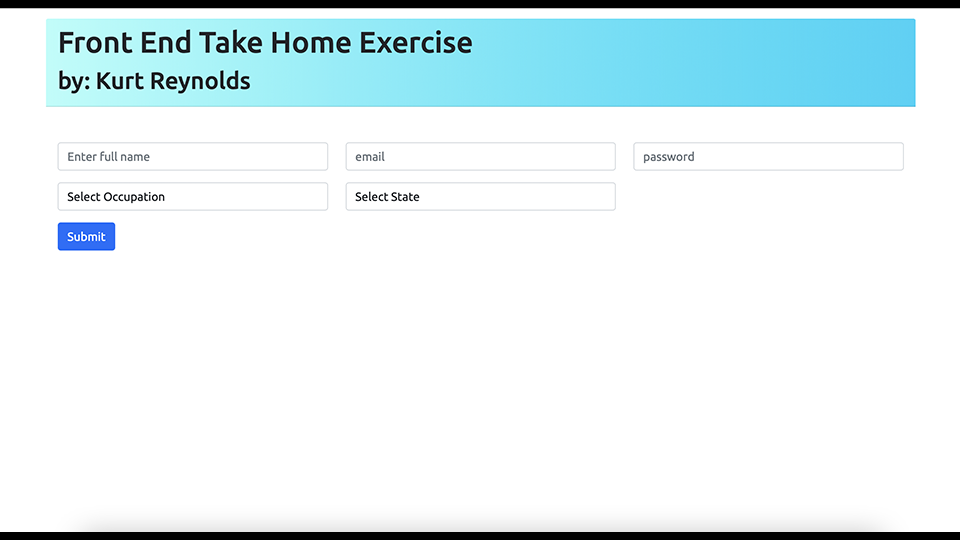 Front End Take Home Exercise
by: Kurt Reynolds
Enter full name
email
password
Select Occupation
Select State
Submit